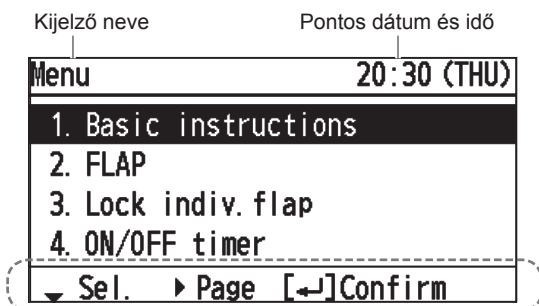 Kijelző neve Pontos dátum és idő
Menu 20:30 (THU)
1. Basic instructions
2. FLAP
3. Lock indiv.flap
4. ON/OFF timer
Sel. Page [↵]Confirm